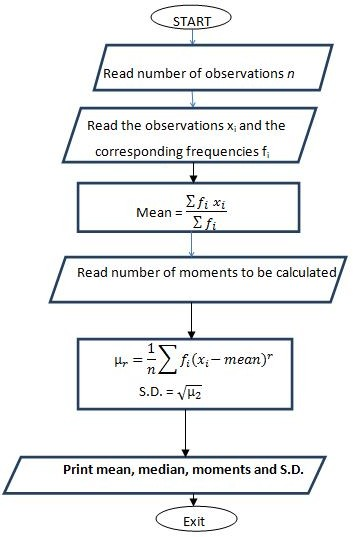 START
Read number of observations n
Read the observations xᵢ and the
corresponding frequencies fᵢ
Mean = ∑fᵢ xᵢ / ∑fᵢ
Read number of moments to be calculated
μᵣ = 1/n ∑ fᵢ(xᵢ − mean)ʳ
S.D. = √μ₂
Print mean, median, moments and S.D.
Exit